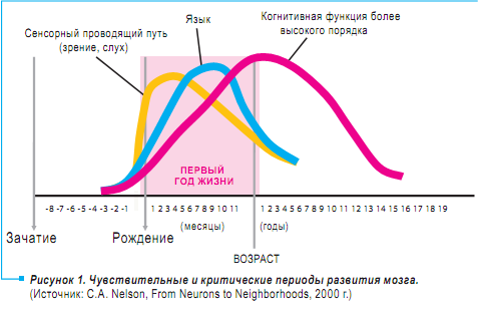 Язык
Когнитивная функция более
высокого порядка
Сенсорный проводящий путь
(зрение, слух)
ПЕРВЫЙ
ГОД ЖИЗНИ
-8 -7 -6 -5 -4 -3 -2 -1 1 2 3 4 5 6 7 8 9 10 11 1 2 3 4 5 6 7 8 9 10 11 12 13 14 15 16 17 18 19
Зачатие Рождение (месяцы) (годы)
ВОЗРАСТ
Рисунок 1. Чувствительные и критические периоды развития мозга.
(Источник: C.A. Nelson, From Neurons to Neighborhoods, 2000 г.)